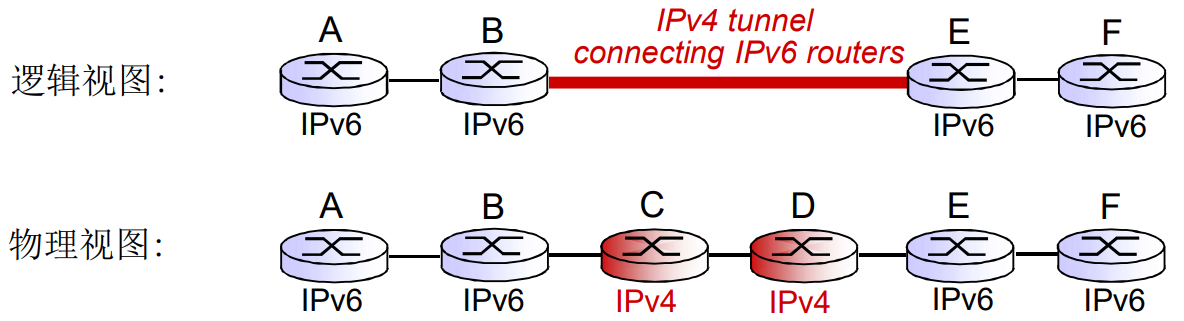 IPv4 tunnel
connecting IPv6 routers
A B E F
逻辑视图:
IPv6 IPv6 IPv6 IPv6
A B C D E F
物理视图:
IPv6 IPv6 IPv4 IPv4 IPv6 IPv6